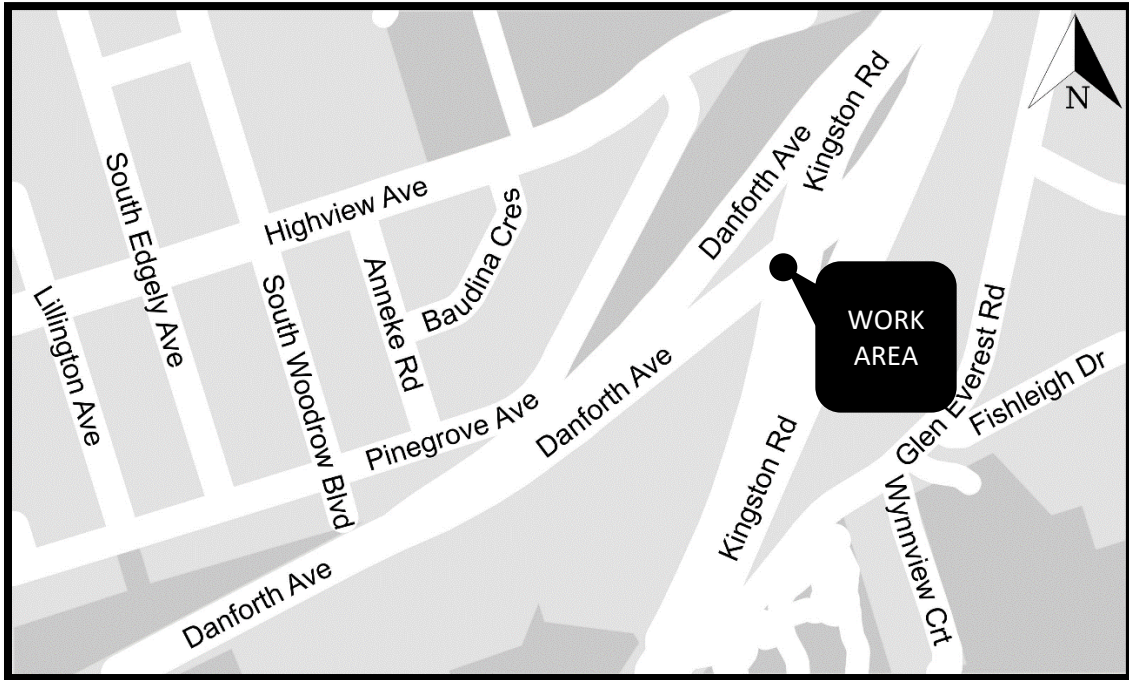 N
Kingston Rd
Danforth Ave
South Edgely Ave
Highview Ave
Baudina Cres
Anneke Rd
South Woodrow Blvd
Lillington Ave
WORK
AREA
Glen Everest Rd
Fishleigh Dr
Danforth Ave
Pinegrove Ave
Kingston Rd
Wynnview Crt
Danforth Ave